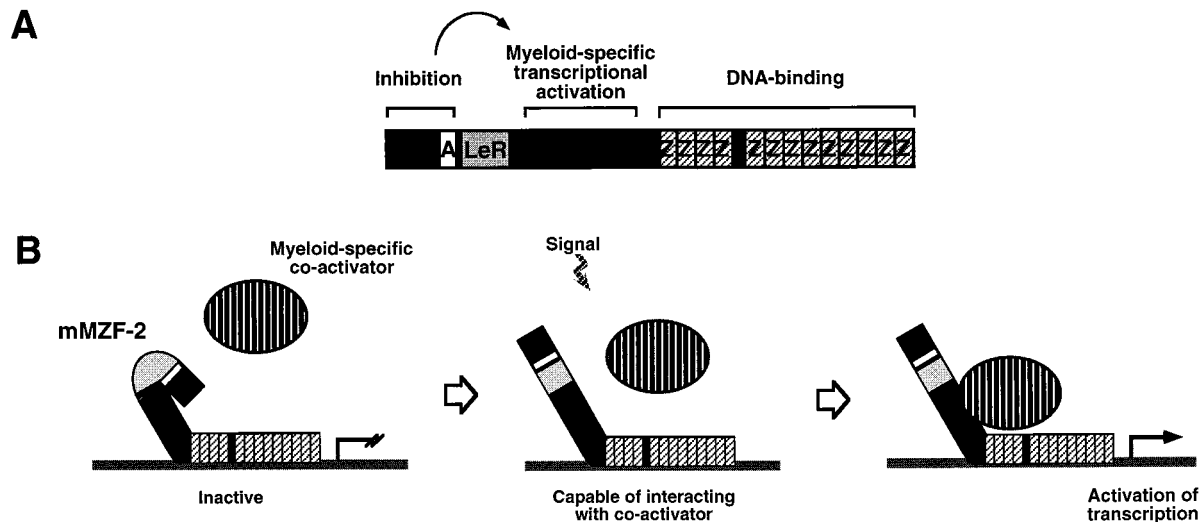 A
Inhibition
Myeloid-specific
transcriptional
activation
DNA-binding
A LeR Z Z Z Z Z Z Z Z Z Z Z Z Z Z
B
mMZF-2
Myeloid-specific
co-activator
Inactive
Signal
Capable of interacting
with co-activator
Activation of
transcription